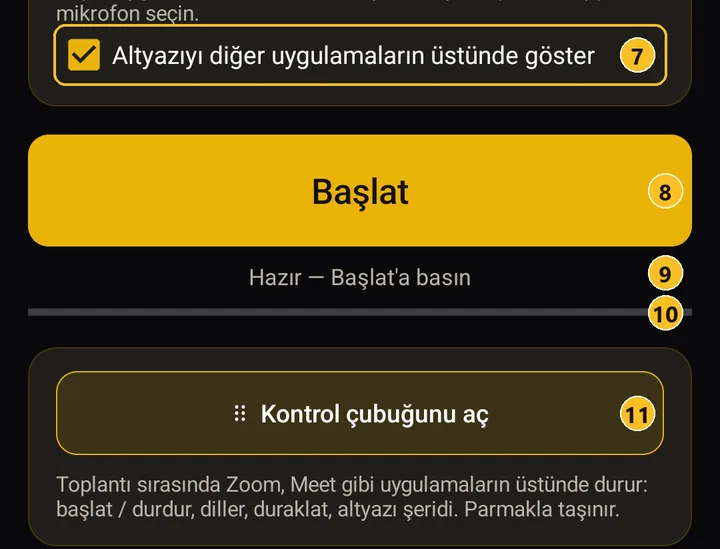 mikrofon seçin.
Altyazıyı diğer uygulamaların üstünde göster 7
Başlat 8
Hazır — Başlat'a basın 9
10
Kontrol çubuğunu aç 11
Toplantı sırasında Zoom, Meet gibi uygulamaların üstünde durur:
başlat / durdur, diller, duraklat, altyazı şeridi. Parmakla taşınır.